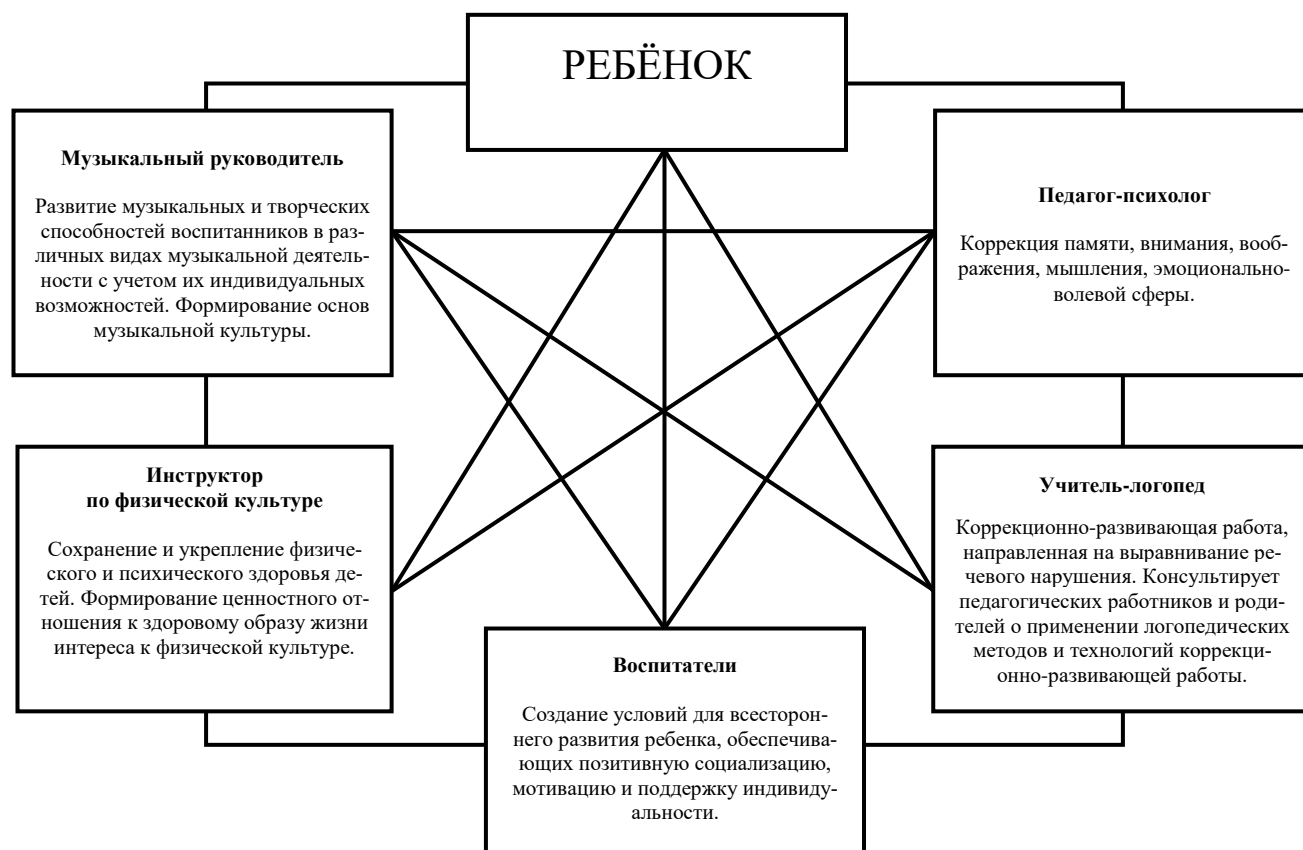 РЕБЁНОК
Музыкальный руководитель
Развитие музыкальных и творческих
способностей воспитанников в раз-
личных видах музыкальной деятель-
ности с учетом их индивидуальных
возможностей. Формирование основ
музыкальной культуры.
Педагог-психолог
Коррекция памяти, внимания, вооб-
ражения, мышления, эмоционально-
волевой сферы.
Инструктор
по физической культуре
Сохранение и укрепление физиче-
ского и психического здоровья де-
тей. Формирование ценностного от-
ношения к здоровому образу жизни
интереса к физической культуре.
Учитель-логопед
Коррекционно-развивающая работа,
направленная на выравнивание ре-
чевого нарушения. Консультирует
педагогических работников и роди-
телей о применении логопедических
методов и технологий коррекци-
онно-развивающей работы.
Воспитатели
Создание условий для всесторон-
него развития ребенка, обеспечива-
ющих позитивную социализацию,
мотивацию и поддержку индивиду-
альности.